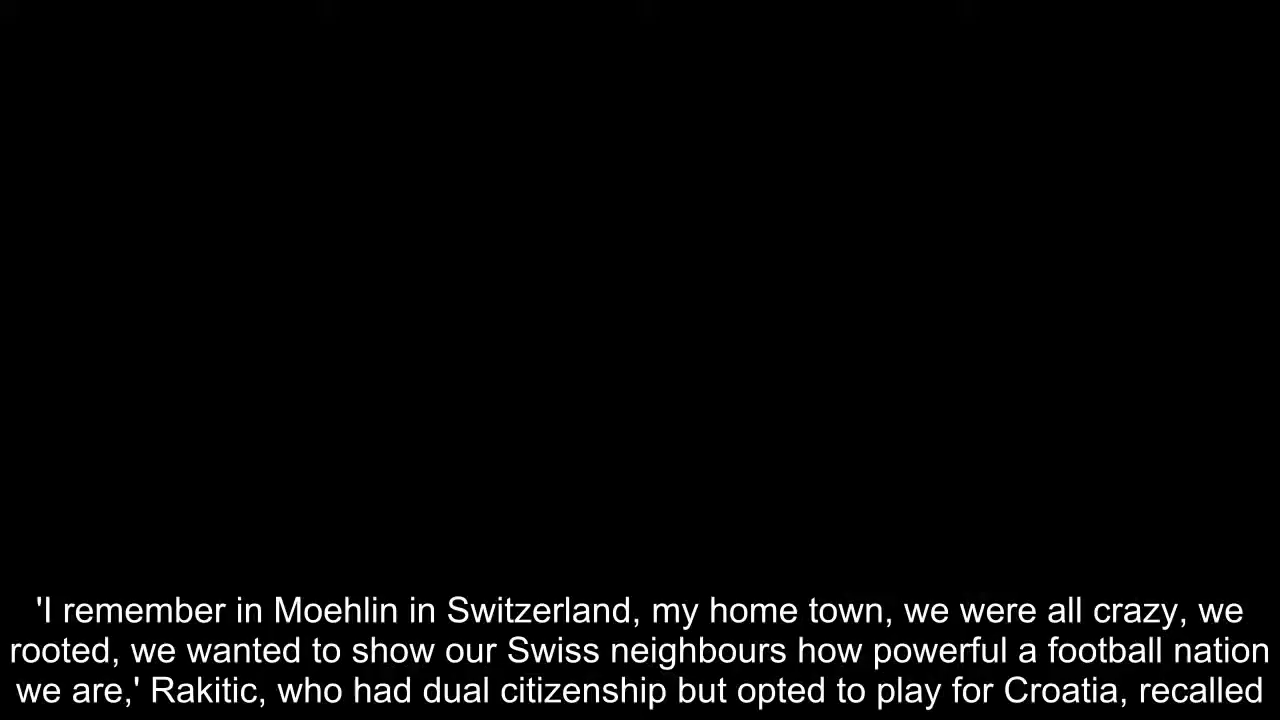 'I remember in Moehlin in Switzerland, my home town, we were all crazy, we
rooted, we wanted to show our Swiss neighbours how powerful a football nation
we are,' Rakitic, who had dual citizenship but opted to play for Croatia, recalled